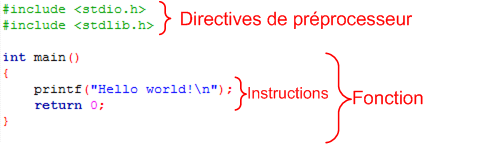 #include <stdio.h>
#include <stdlib.h>
Directives de préprocesseur
int main()
{
printf("Hello world!\n");
return 0;
Instructions
}
Fonction